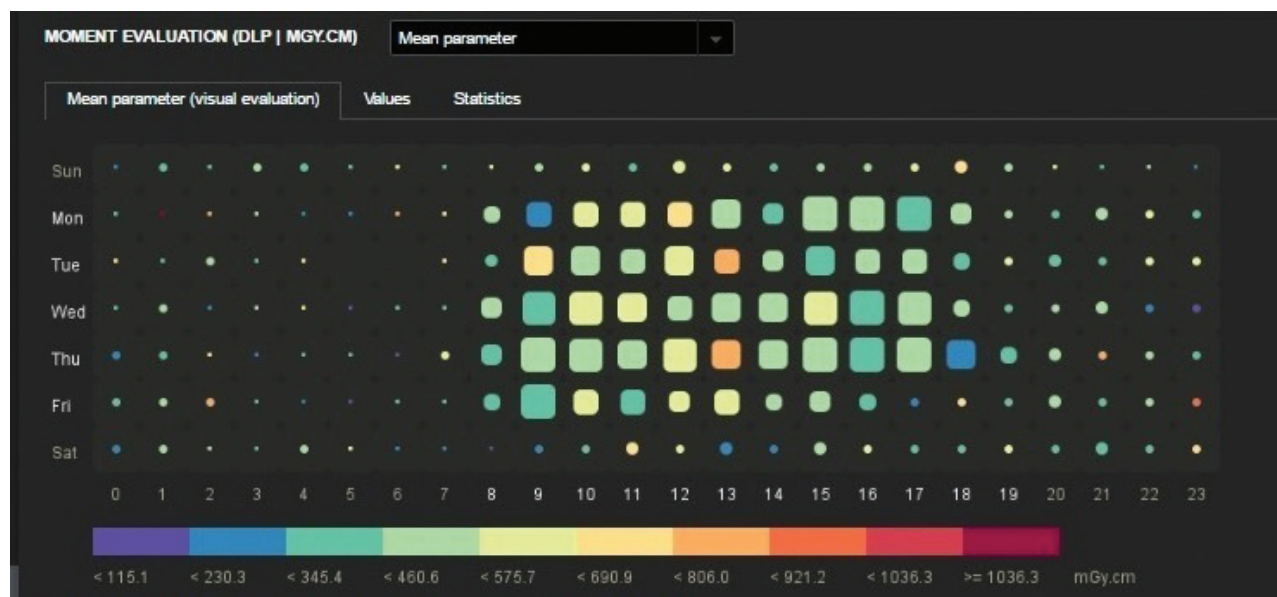 MOMENT EVALUATION (DLP | MGY.CM) Mean parameter
Mean parameter (visual evaluation) Values Statistics
Sun
Mon
Tue
Wed
Thu
Fri
Sat
0 1 2 3 4 5 6 7 8 9 10 11 12 13 14 15 16 17 18 19 20 21 22 23
< 115.1 < 230.3 < 345.4 < 460.6 < 575.7 < 690.9 < 806.0 < 921.2 < 1036.3 >= 1036.3 mGy.cm